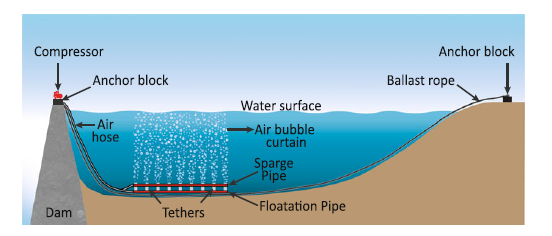 Compressor
Anchor block
Anchor block
Ballast rope
Water surface
Air
hose
Air bubble
curtain
Sparge
Pipe
Floatation Pipe
Tethers
Dam